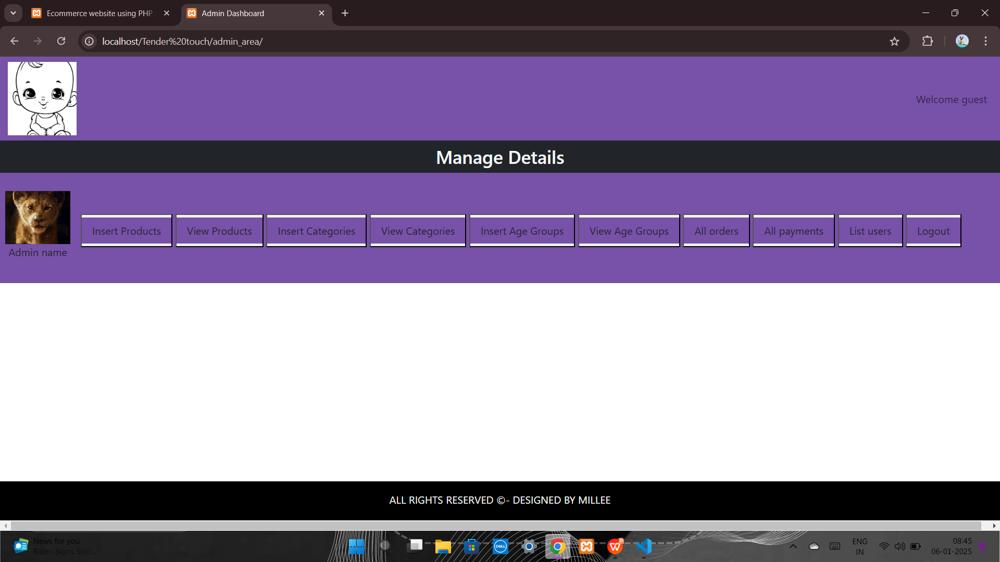 Ecommerce website using PHP
Admin Dashboard
localhost/Tender%20touch/admin_area/
Welcome guest
Manage Details
Insert Products
View Products
Insert Categories
View Categories
Insert Age Groups
View Age Groups
All orders
All payments
List users
Logout
Admin name
ALL RIGHTS RESERVED ©- DESIGNED BY MILLEE
News for you
Biden Signs Soci...
DELL
ENG
IN
08:45
06-01-2025